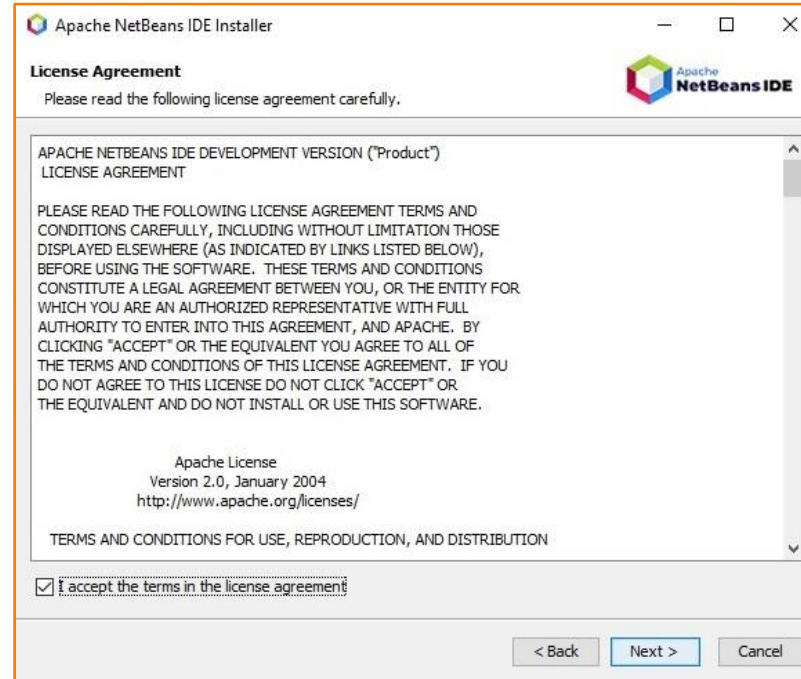 Apache NetBeans IDE Installer
License Agreement
Please read the following license agreement carefully.
Apache
NetBeans IDE
APACHE NETBEANS IDE DEVELOPMENT VERSION ("Product")
LICENSE AGREEMENT
PLEASE READ THE FOLLOWING LICENSE AGREEMENT TERMS AND
CONDITIONS CAREFULLY, INCLUDING WITHOUT LIMITATION THOSE
DISPLAYED ELSEWHERE (AS INDICATED BY LINKS LISTED BELOW),
BEFORE USING THE SOFTWARE.  THESE TERMS AND CONDITIONS
CONSTITUTE A LEGAL AGREEMENT BETWEEN YOU, OR THE ENTITY FOR
WHICH YOU ARE AN AUTHORIZED REPRESENTATIVE WITH FULL
AUTHORITY TO ENTER INTO THIS AGREEMENT, AND APACHE.  BY
CLICKING "ACCEPT" OR THE EQUIVALENT YOU AGREE TO ALL OF
THE TERMS AND CONDITIONS OF THIS LICENSE AGREEMENT.  IF YOU
DO NOT AGREE TO THIS LICENSE DO NOT CLICK "ACCEPT" OR
THE EQUIVALENT AND DO NOT INSTALL OR USE THIS SOFTWARE.
Apache License
Version 2.0, January 2004
http://www.apache.org/licenses/
TERMS AND CONDITIONS FOR USE, REPRODUCTION, AND DISTRIBUTION
I accept the terms in the license agreement
< Back Next > Cancel